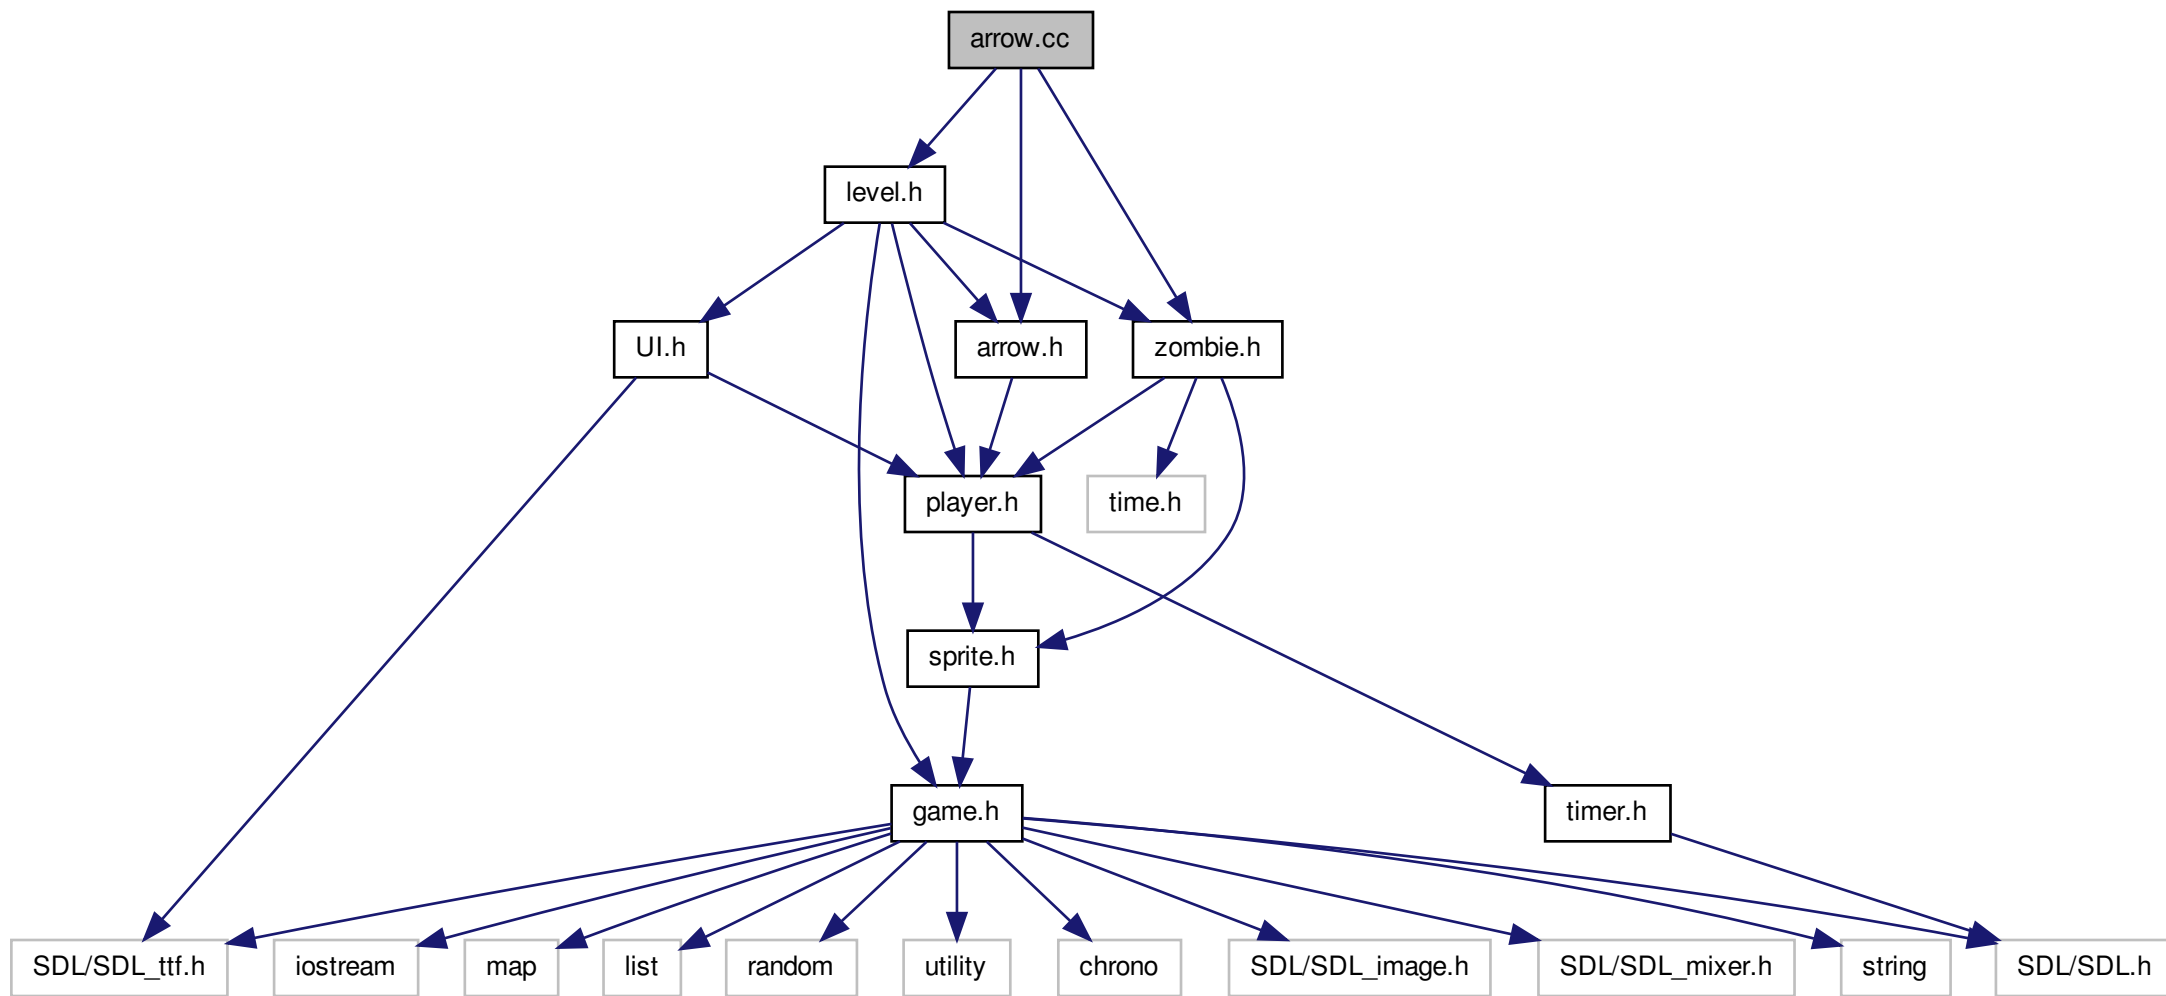 arrow.cc
level.h
UI.h
arrow.h
zombie.h
player.h
time.h
sprite.h
game.h
timer.h
SDL/SDL_ttf.h
iostream
map
list
random
utility
chrono
SDL/SDL_image.h
SDL/SDL_mixer.h
string
SDL/SDL.h